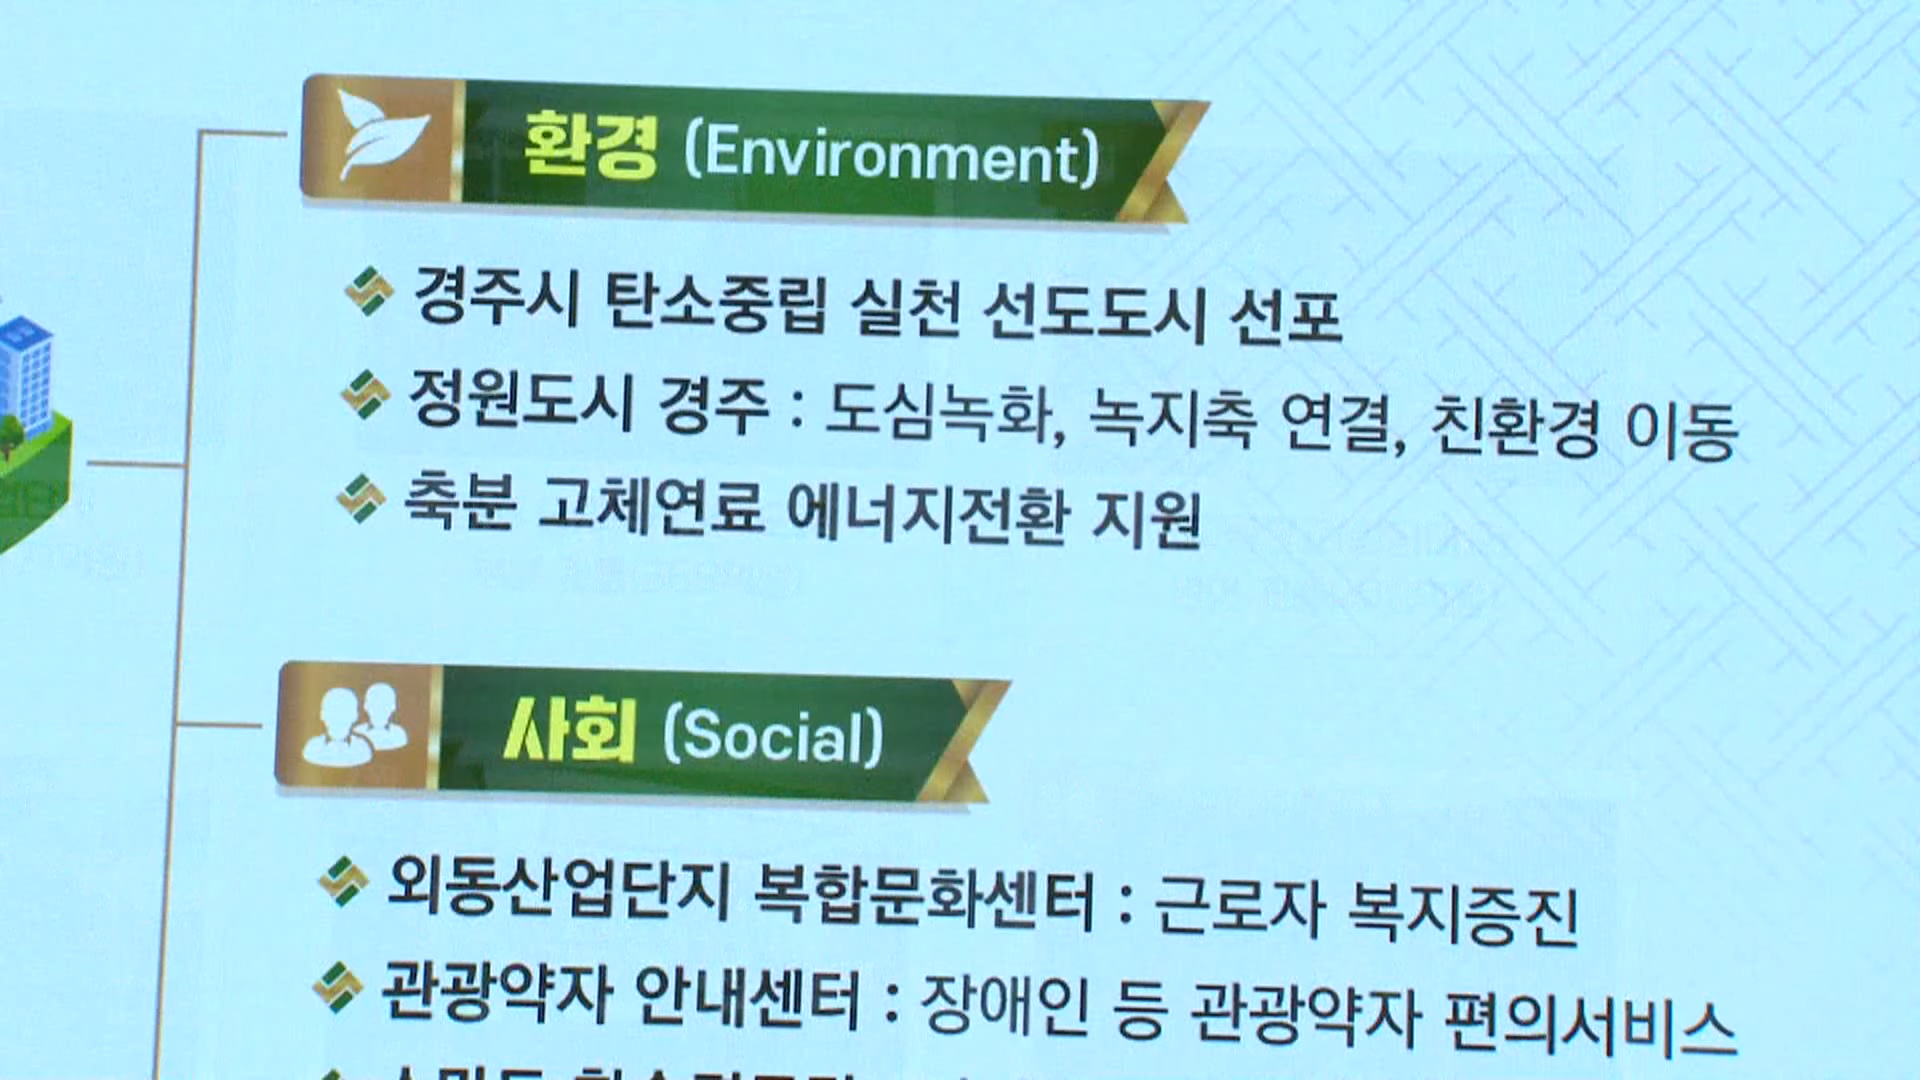 환경 (Environment)
경주시 탄소중립 실천 선도도시 선포
정원도시 경주 : 도심녹화, 녹지축 연결, 친환경 이동
축분 고체연료 에너지전환 지원
사회 (Social)
외동산업단지 복합문화센터 : 근로자 복지증진
관광약자 안내센터 : 장애인 등 관광약자 편의서비스